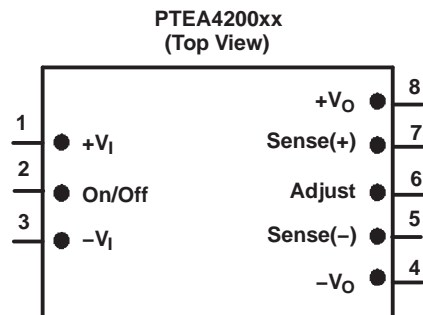 PTEA4200xx
(Top View)
1 +VI
2 On/Off
3 −VI
+VO 8
Sense(+) 7
Adjust 6
Sense(−) 5
−VO 4